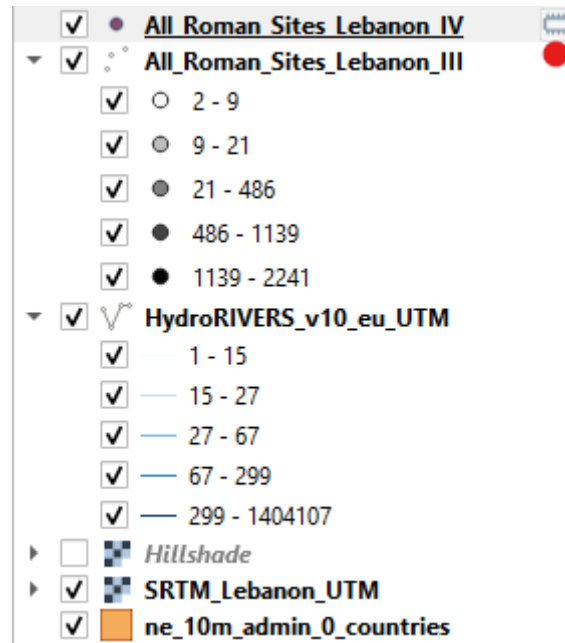 All_Roman_Sites_Lebanon_IV
All_Roman_Sites_Lebanon_III
2 - 9
9 - 21
21 - 486
486 - 1139
1139 - 2241
HydroRIVERS_v10_eu_UTM
1 - 15
15 - 27
27 - 67
67 - 299
299 - 1404107
Hillshade
SRTM_Lebanon_UTM
ne_10m_admin_0_countries